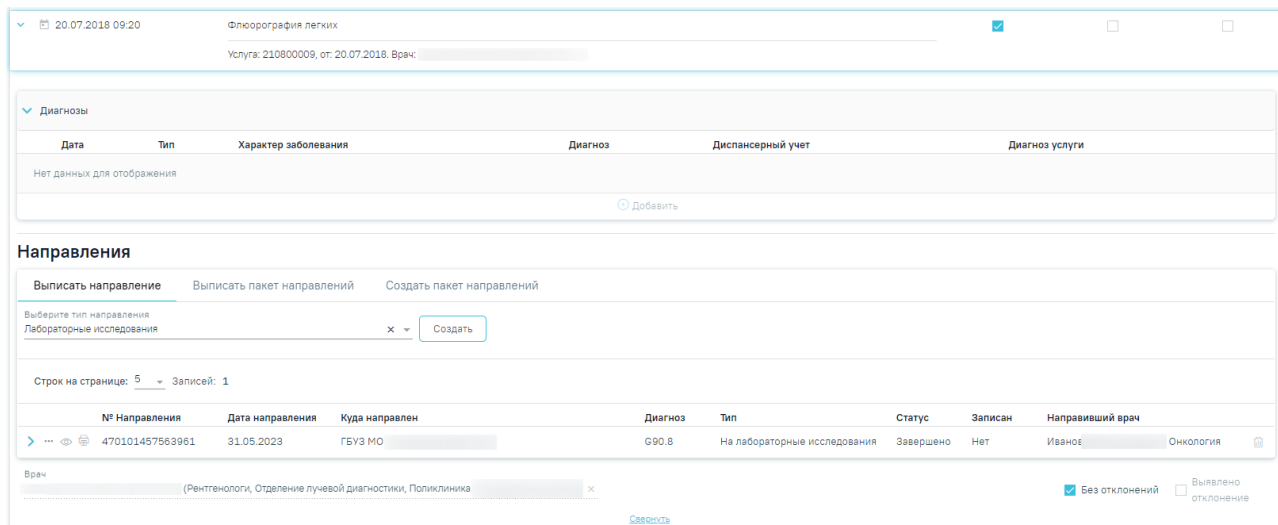 20.07.2018 09:20 Флюорография легких
Услуга: 210800009, от: 20.07.2018. Врач:
Диагнозы
Дата Тип Характер заболевания Диагноз Диспансерный учет Диагноз услуги
Нет данных для отображения
Добавить
Направления
Выписать направление Выписать пакет направлений Создать пакет направлений
Выберите тип направления
Лабораторные исследования Создать
Строк на странице: 5 Записей: 1
№ Направления Дата направления Куда направлен Диагноз Тип Статус Записан Направивший врач
470101457563961 31.05.2023 ГБУЗ МО G90.8 На лабораторные исследования Завершено Нет Иванов Онкология
Врач
(Рентгенологи, Отделение лучевой диагностики, Поликлиника
Без отклонений
Выявлено
отклонение
Свернуть